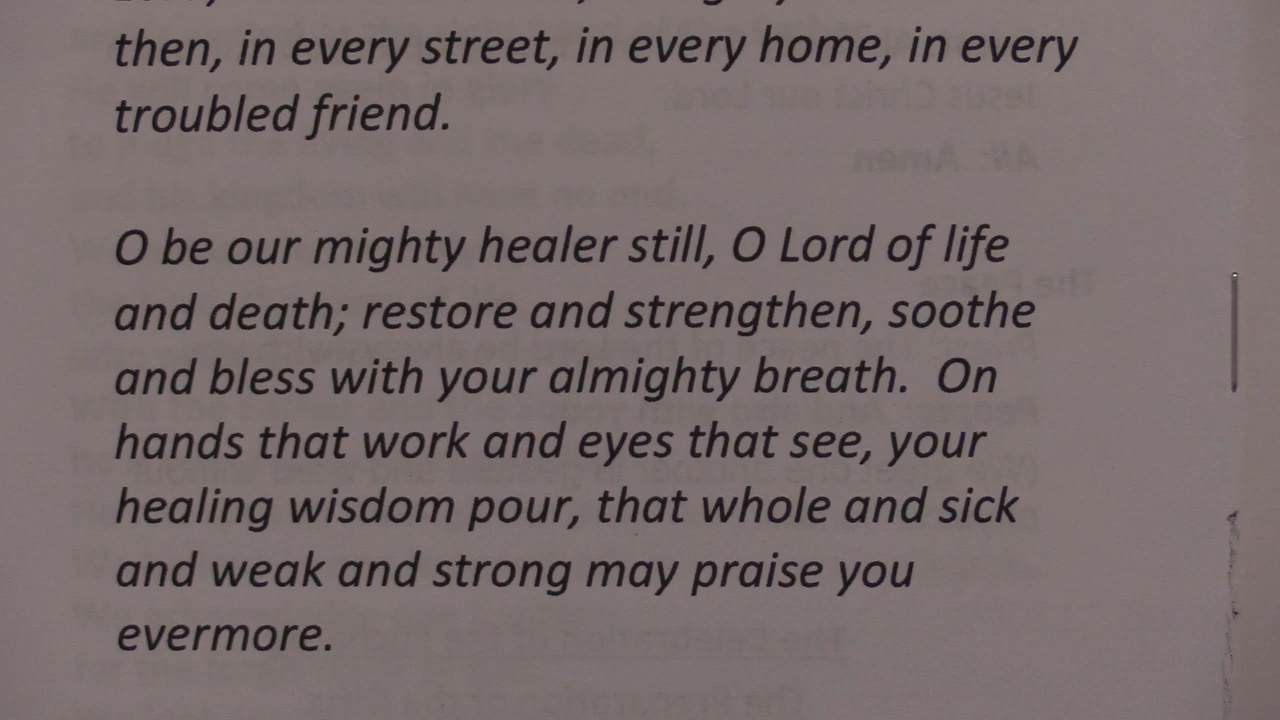 then, in every street, in every home, in every
troubled friend.
O be our mighty healer still, O Lord of life
and death; restore and strengthen, soothe
and bless with your almighty breath.  On
hands that work and eyes that see, your
healing wisdom pour, that whole and sick
and weak and strong may praise you
evermore.